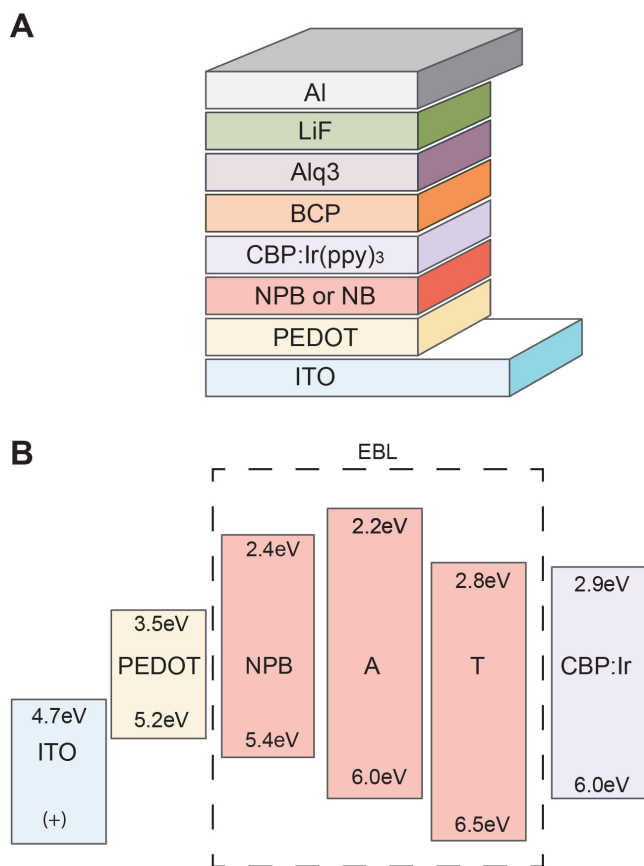 A
Al
LiF
Alq3
BCP
CBP:Ir(ppy)3
NPB or NB
PEDOT
ITO
B
EBL
4.7eV
ITO
(+)
3.5eV
PEDOT
5.2eV
2.4eV
NPB
5.4eV
2.2eV
A
6.0eV
2.8eV
T
6.5eV
2.9eV
CBP:Ir
6.0eV